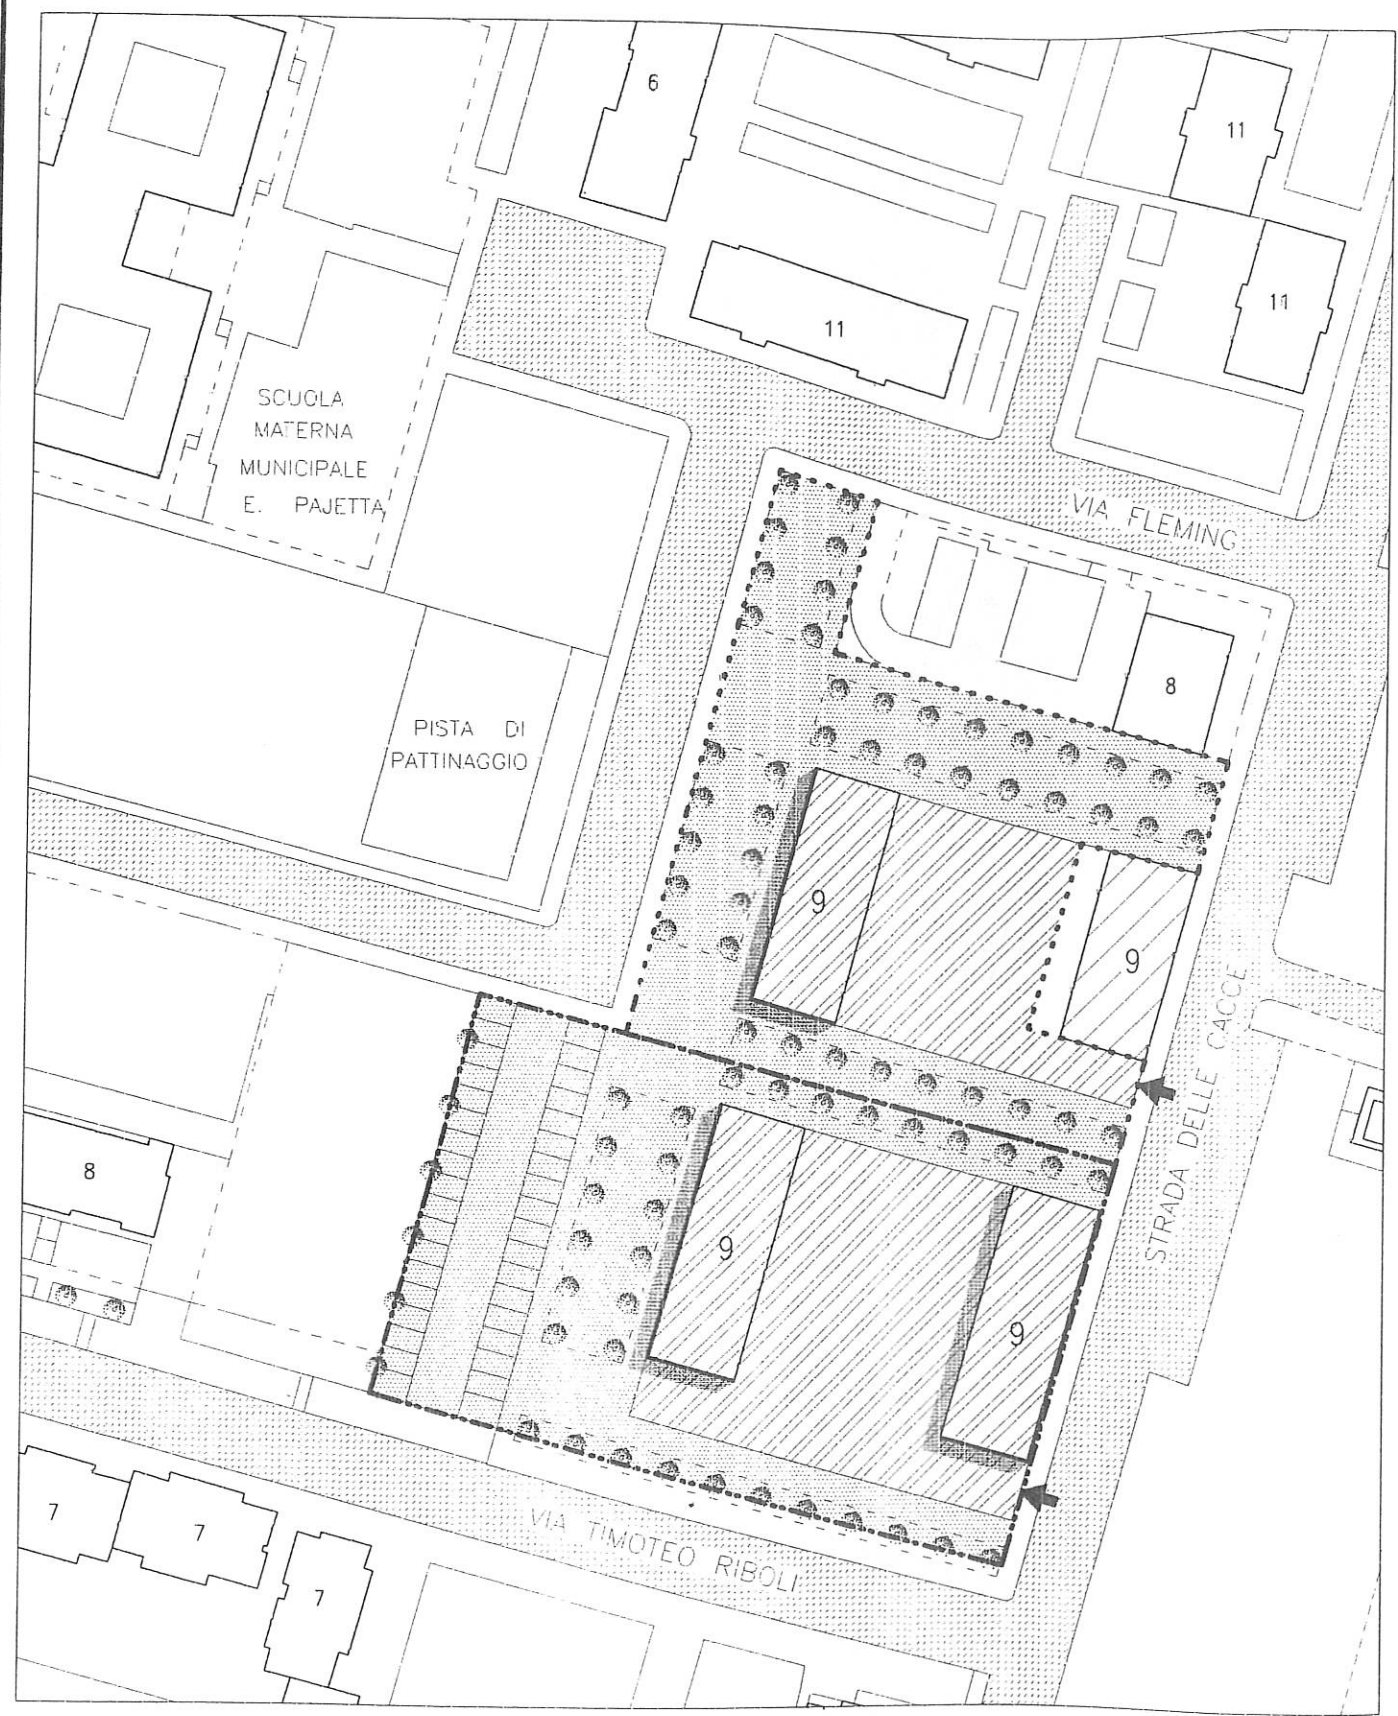 6
11
11
11
SCUOLA
MATERNA
MUNICIPALE
E. PAJETTA
VIA FLEMING
8
PISTA DI
PATTINAGGIO
9
9
STRADA DELLE CACCE
8
9
9
VIA TIMOTEO RIBOLI
7
7
7